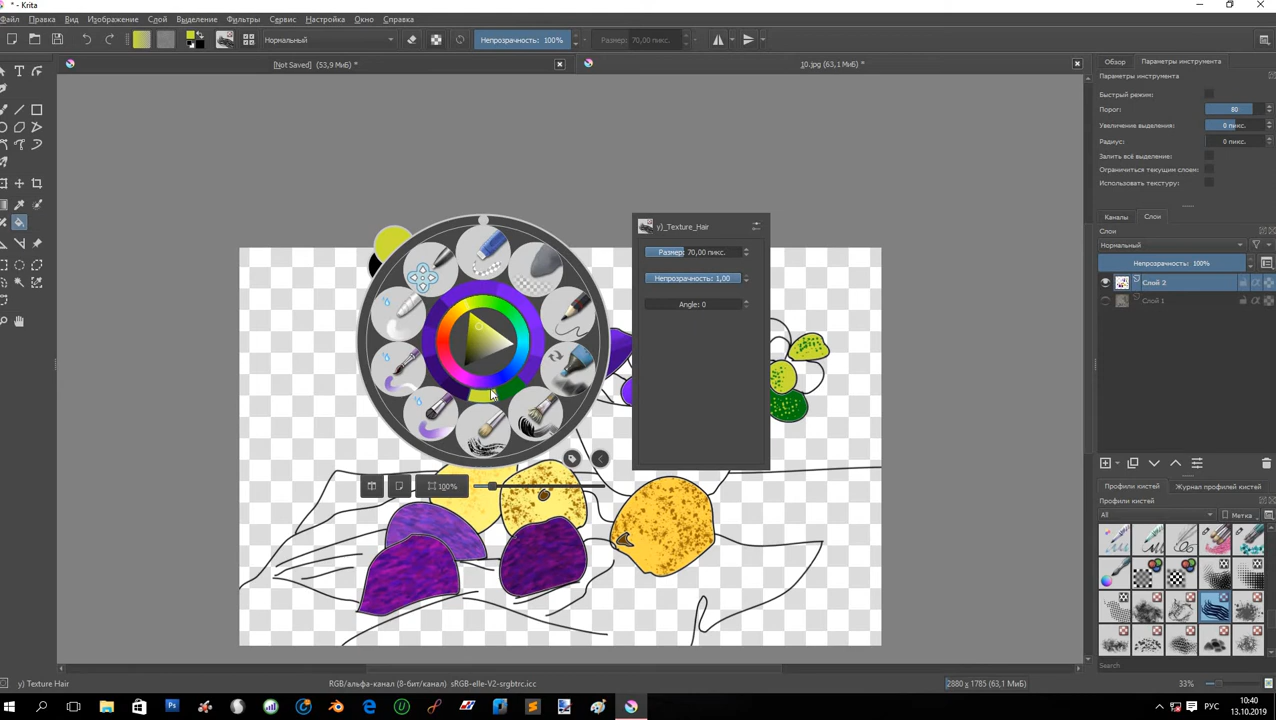 * - Krita
Файл Правка Вид Изображение Слой Выделение Фильтры Сервис Настройка Окно Справка
Нормальный Непрозрачность: 100% Размер: 70,00 пикс.
[Not Saved] (53,9 МиБ) * 10.jpg (63,1 МиБ) *
Обзор Параметры инструмента
Параметры инструмента
Быстрый режим:
Порог: 80
Увеличение выделения: 0 пикс.
Радиус: 0 пикс.
Залить всё выделение:
Ограничиться текущим слоем:
Использовать текстуру:
Каналы Слои
Слои
Нормальный
Непрозрачность: 100%
Слой 2
Слой 1
y)_Texture_Hair
Размер: 70,00 пикс.
Непрозрачность: 1,00
Angle: 0
100%
Профили кистей Журнал профилей кистей
Профили кистей
All Метка
Search
y) Texture Hair RGB/альфа-канал (8-бит/канал) sRGB-elle-V2-srgbtrc.icc 2880 x 1785 (63,1 МиБ) 33%
РУС
10:40
13.10.2019